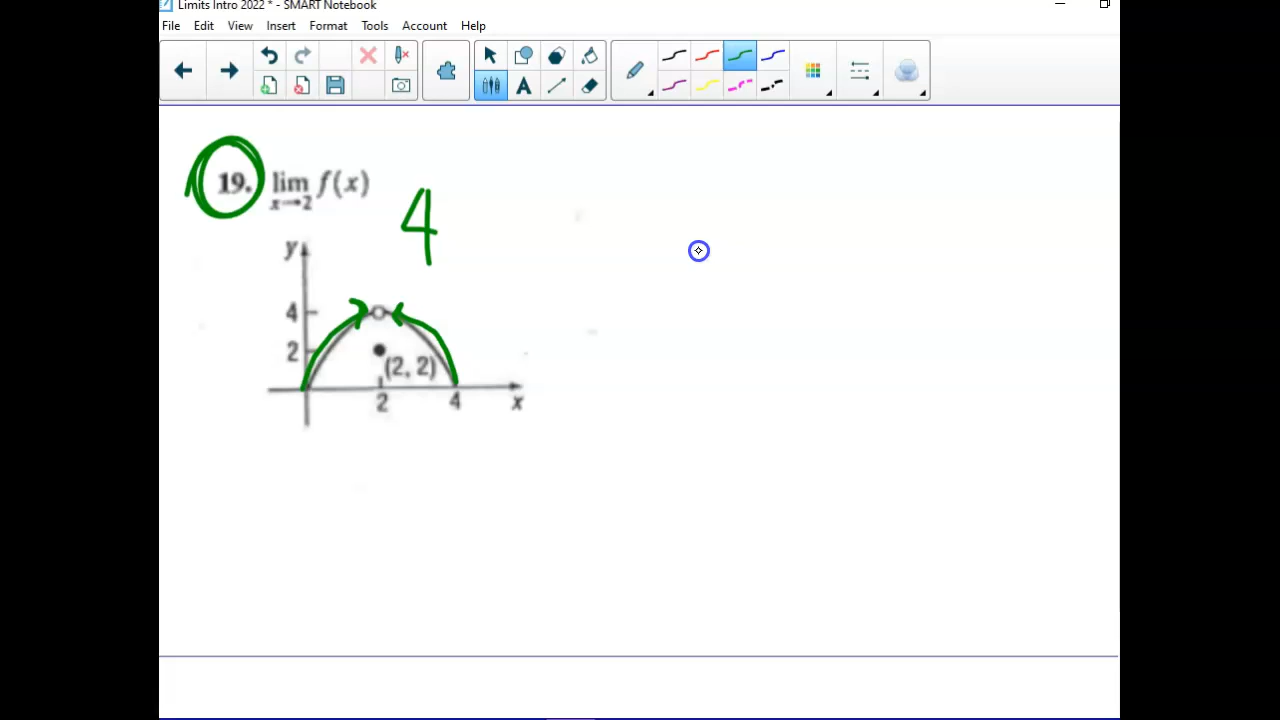 Limits Intro 2022 * - SMART Notebook
File Edit View Insert Format Tools Account Help
A
19. lim f(x) 4
x→2
y
4
2
(2, 2)
2 4 x